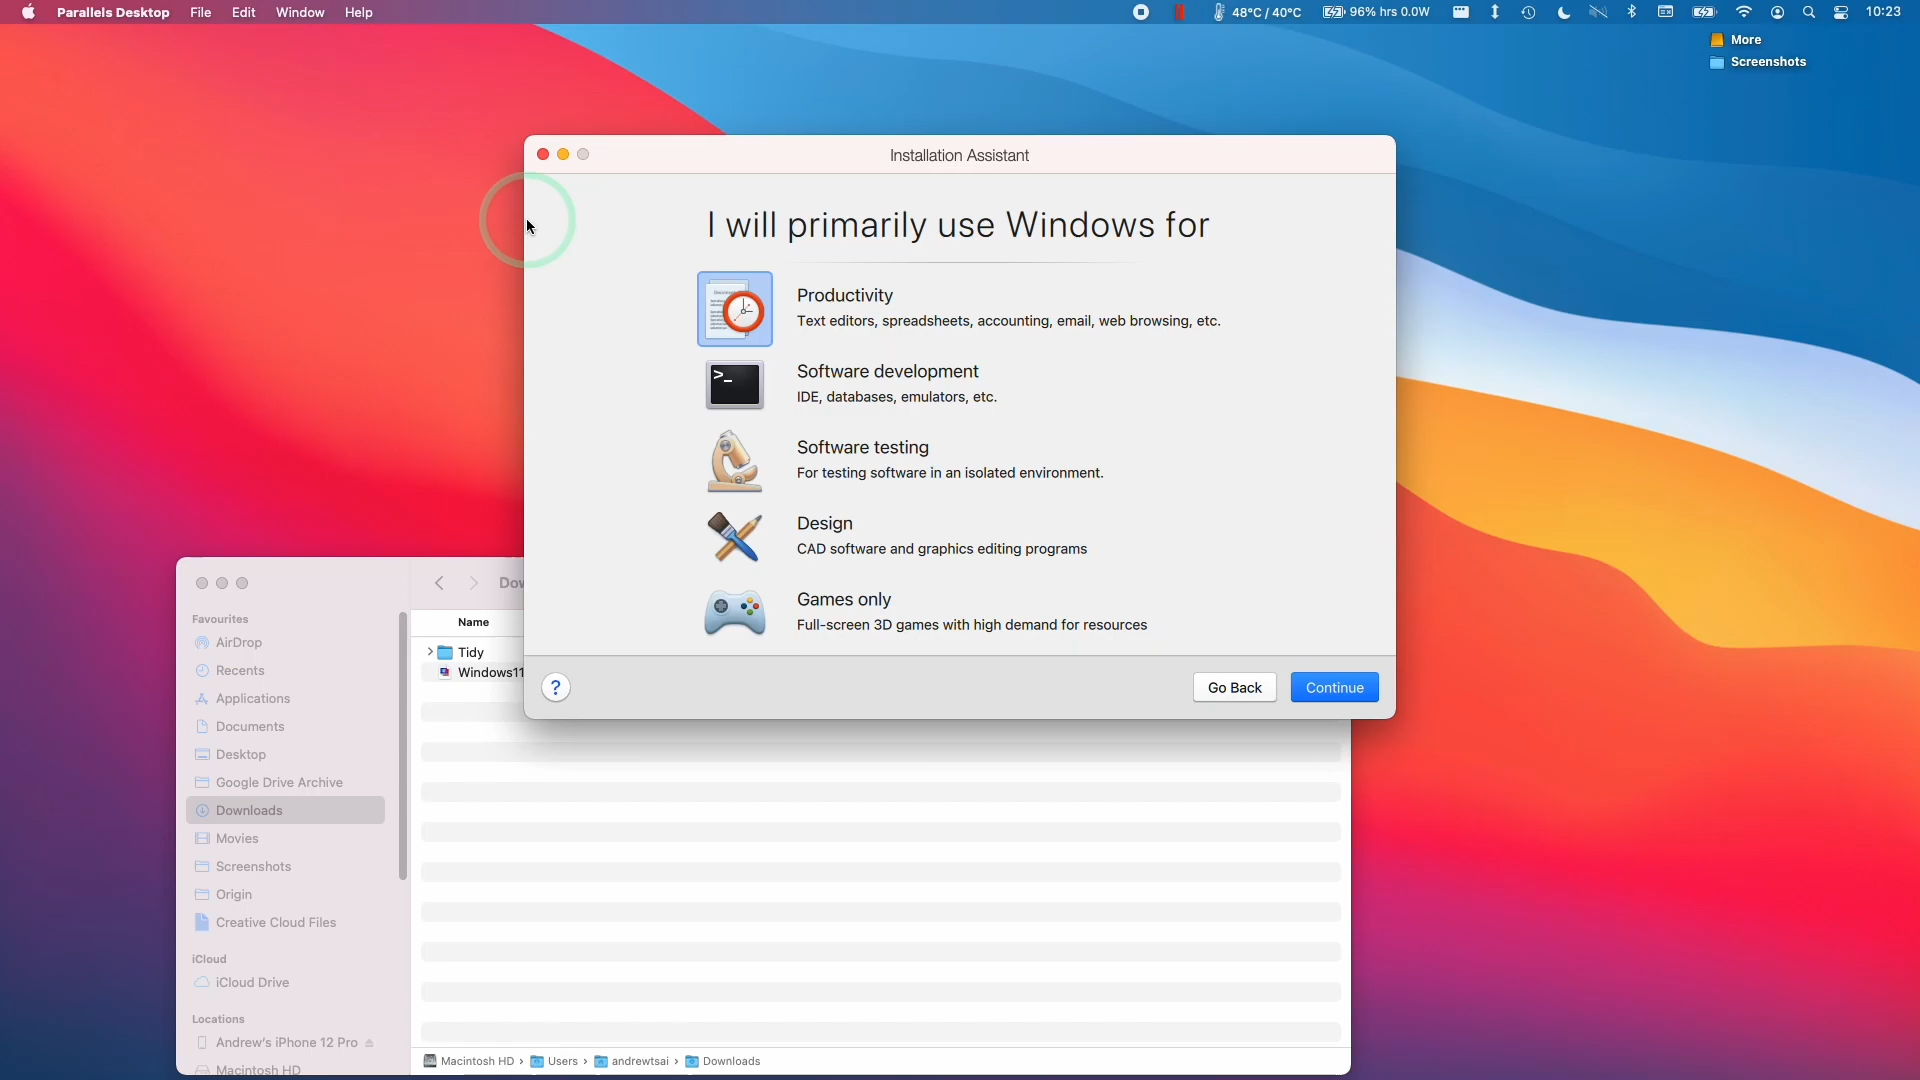 Parallels Desktop File Edit Window Help 48°C / 40°C 96% hrs 0.0W 10:23
More
Screenshots
Installation Assistant
I will primarily use Windows for
Productivity
Text editors, spreadsheets, accounting, email, web browsing, etc.
>_
Software development
IDE, databases, emulators, etc.
Software testing
For testing software in an isolated environment.
Design
CAD software and graphics editing programs
Games only
Full-screen 3D games with high demand for resources
? Go Back Continue
Dow
Name
Tidy
Windows11
Favourites
AirDrop
Recents
Applications
Documents
Desktop
Google Drive Archive
Downloads
Movies
Screenshots
Origin
Creative Cloud Files
iCloud
iCloud Drive
Locations
Andrew's iPhone 12 Pro
Macintosh HD
Macintosh HD › Users › andrewtsai › Downloads